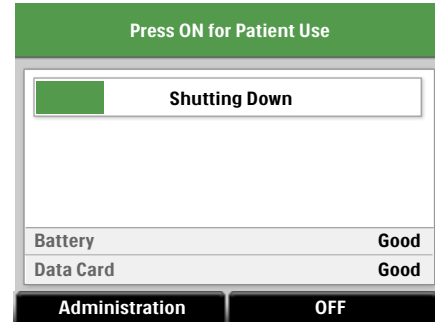 Press ON for Patient Use
Shutting Down
Battery Good
Data Card Good
Administration OFF